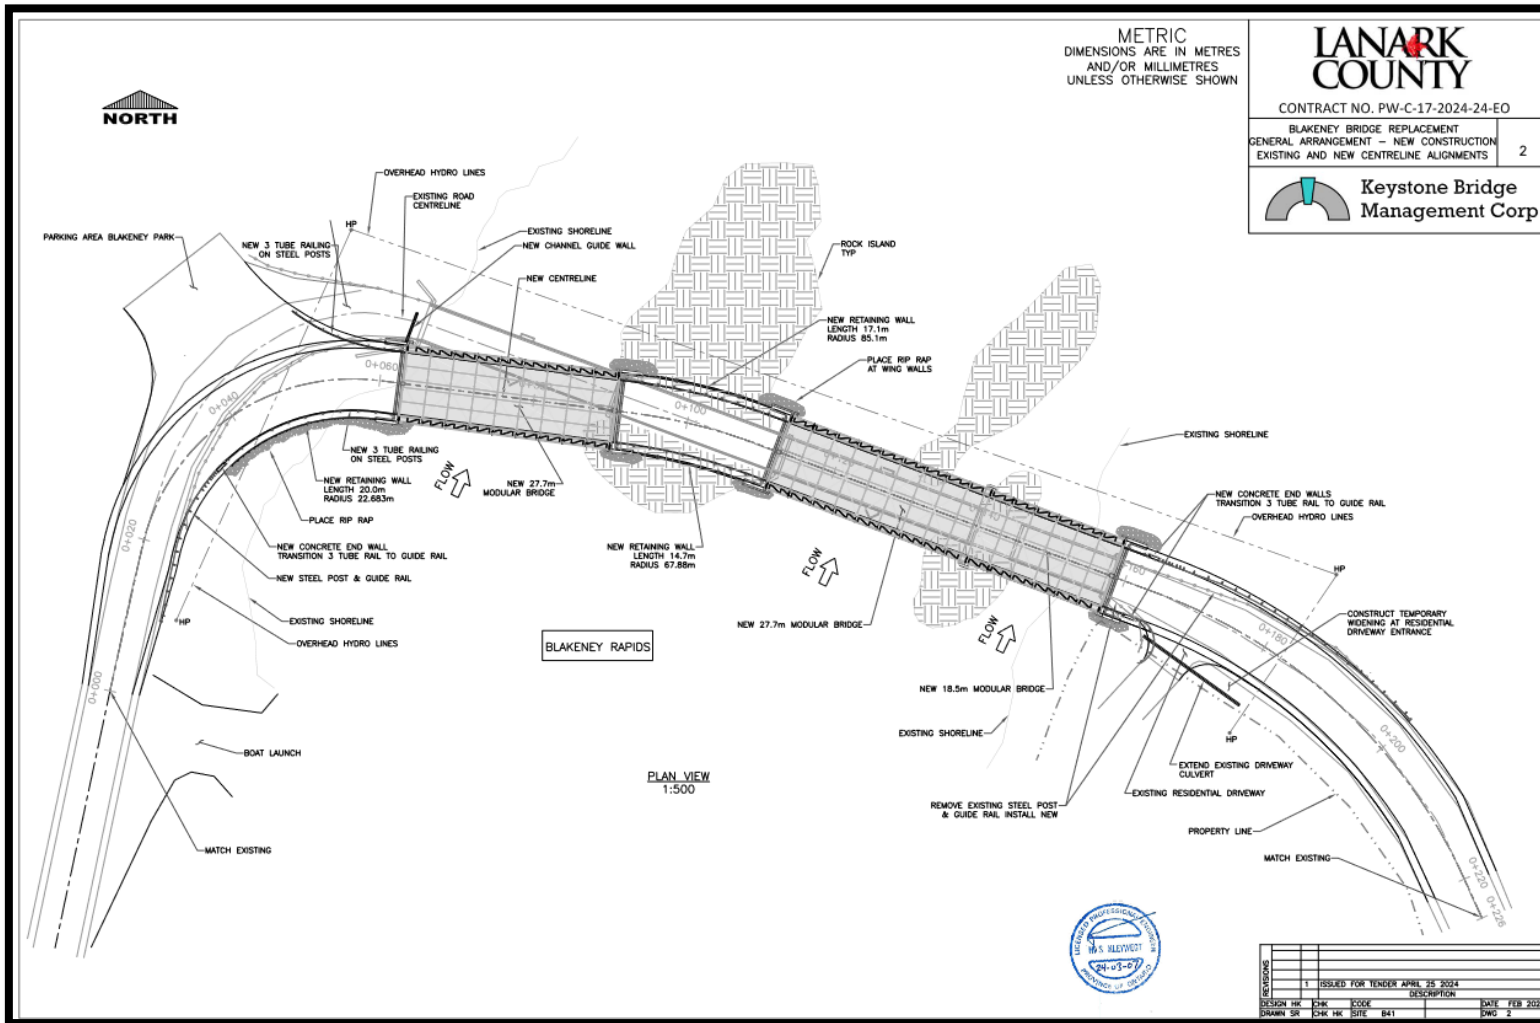 METRIC
DIMENSIONS ARE IN METRES
AND/OR MILLIMETRES
UNLESS OTHERWISE SHOWN
LANARK
COUNTY
CONTRACT NO. PW-C-17-2024-24-EO
BLAKENEY BRIDGE REPLACEMENT
GENERAL ARRANGEMENT – NEW CONSTRUCTION
EXISTING AND NEW CENTRELINE ALIGNMENTS
2
Keystone Bridge
Management Corp
NORTH
OVERHEAD HYDRO LINES
EXISTING ROAD
CENTRELINE
HP
EXISTING SHORELINE
NEW CHANNEL GUIDE WALL
PARKING AREA BLAKENEY PARK
NEW 3 TUBE RAILING
ON STEEL POSTS
NEW CENTRELINE
ROCK ISLAND
TYP
NEW RETAINING WALL
LENGTH 17.1m
RADIUS 85.1m
PLACE RIP RAP
AT WING WALLS
0+060
0+040
0+100
EXISTING SHORELINE
NEW 3 TUBE RAILING
ON STEEL POSTS
NEW RETAINING WALL
LENGTH 20.0m
RADIUS 22.683m
PLACE RIP RAP
FLOW
NEW 27.7m
MODULAR BRIDGE
NEW CONCRETE END WALLS
TRANSITION 3 TUBE RAIL TO GUIDE RAIL
OVERHEAD HYDRO LINES
0+020
NEW CONCRETE END WALL
TRANSITION 3 TUBE RAIL TO GUIDE RAIL
NEW STEEL POST & GUIDE RAIL
NEW RETAINING WALL
LENGTH 14.7m
RADIUS 67.88m
FLOW
HP
HP
EXISTING SHORELINE
OVERHEAD HYDRO LINES
BLAKENEY RAPIDS
NEW 27.7m MODULAR BRIDGE
FLOW
CONSTRUCT TEMPORARY
WIDENING AT RESIDENTIAL
DRIVEWAY ENTRANCE
0+180
0+000
NEW 18.5m MODULAR BRIDGE
EXISTING SHORELINE
HP
0+200
BOAT LAUNCH
PLAN VIEW
1:500
EXTEND EXISTING DRIVEWAY
CULVERT
EXISTING RESIDENTIAL DRIVEWAY
REMOVE EXISTING STEEL POST
& GUIDE RAIL INSTALL NEW
PROPERTY LINE
MATCH EXISTING
MATCH EXISTING
0+220
0+226
LICENSED PROFESSIONAL ENGINEER
H. S. KLEYWEGT
24-03-07
PROVINCE OF ONTARIO
REVISIONS
1 ISSUED FOR TENDER APRIL 25 2024
DESCRIPTION
DESIGN HK CHK CODE DATE FEB 202
DRAWN SR CHK HK SITE B41 DWG 2